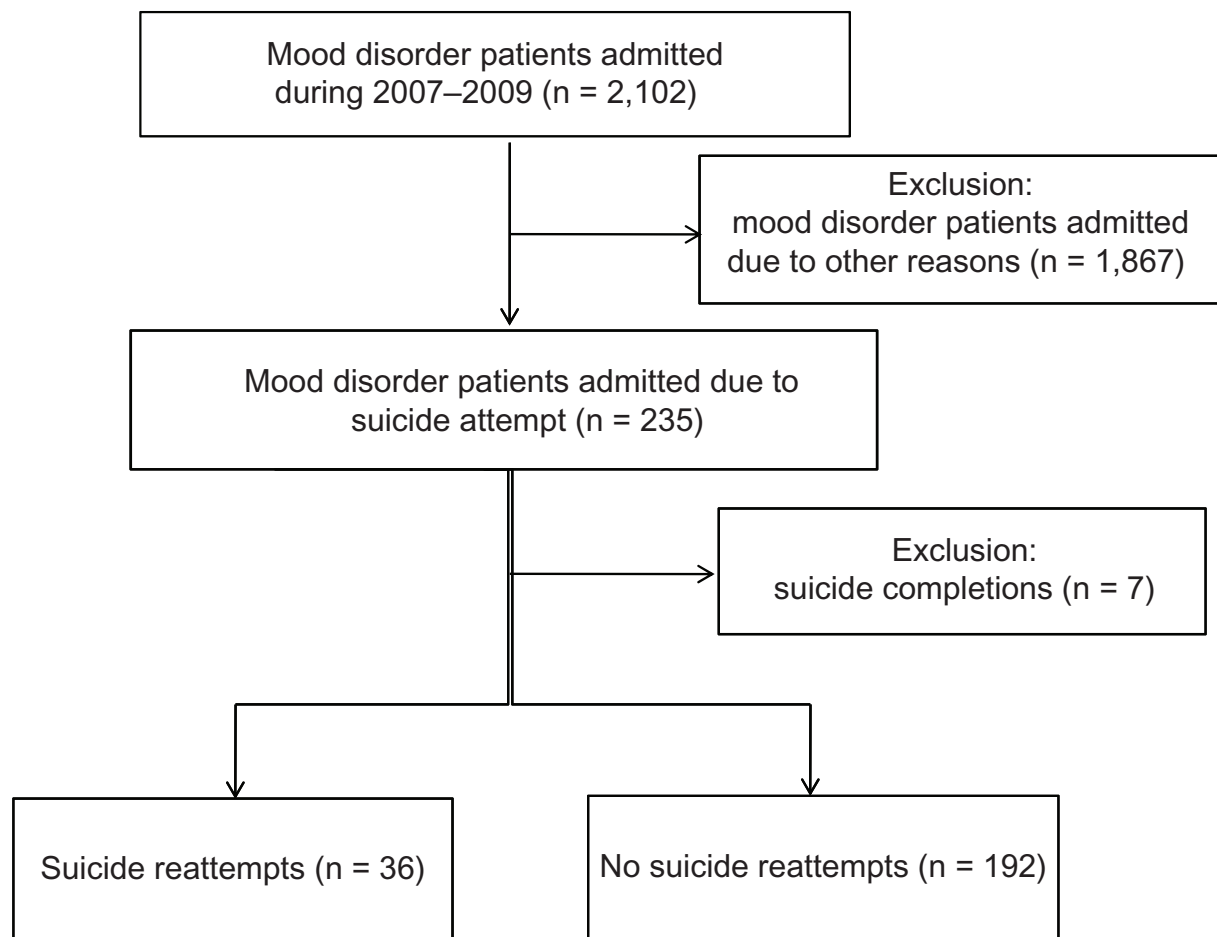 Mood disorder patients admitted
during 2007–2009 (n = 2,102)
Exclusion:
mood disorder patients admitted
due to other reasons (n = 1,867)
Mood disorder patients admitted due to
suicide attempt (n = 235)
Exclusion:
suicide completions (n = 7)
Suicide reattempts (n = 36)
No suicide reattempts (n = 192)